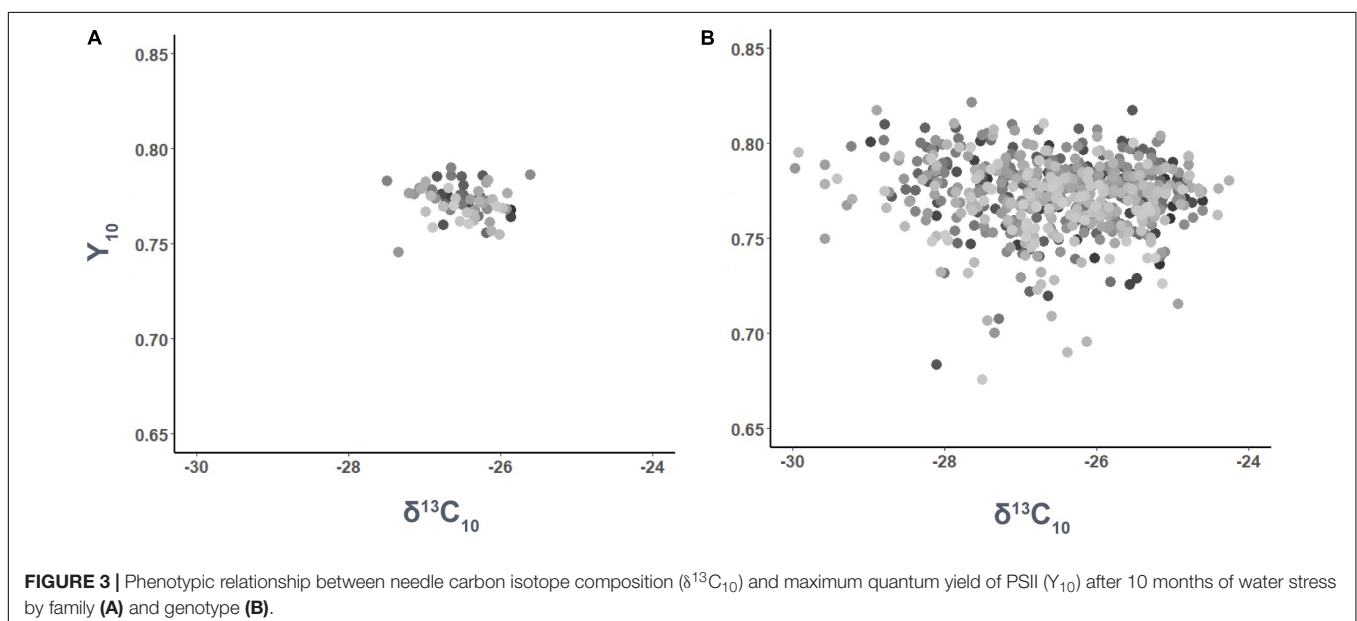 A
0.85
0.80
0.75
0.70
0.65
Y10
-30 -28 -26 -24
δ13C10
B
0.85
0.80
0.75
0.70
0.65
-30 -28 -26 -24
δ13C10
FIGURE 3 | Phenotypic relationship between needle carbon isotope composition (δ13C10) and maximum quantum yield of PSII (Y10) after 10 months of water stress
by family (A) and genotype (B).